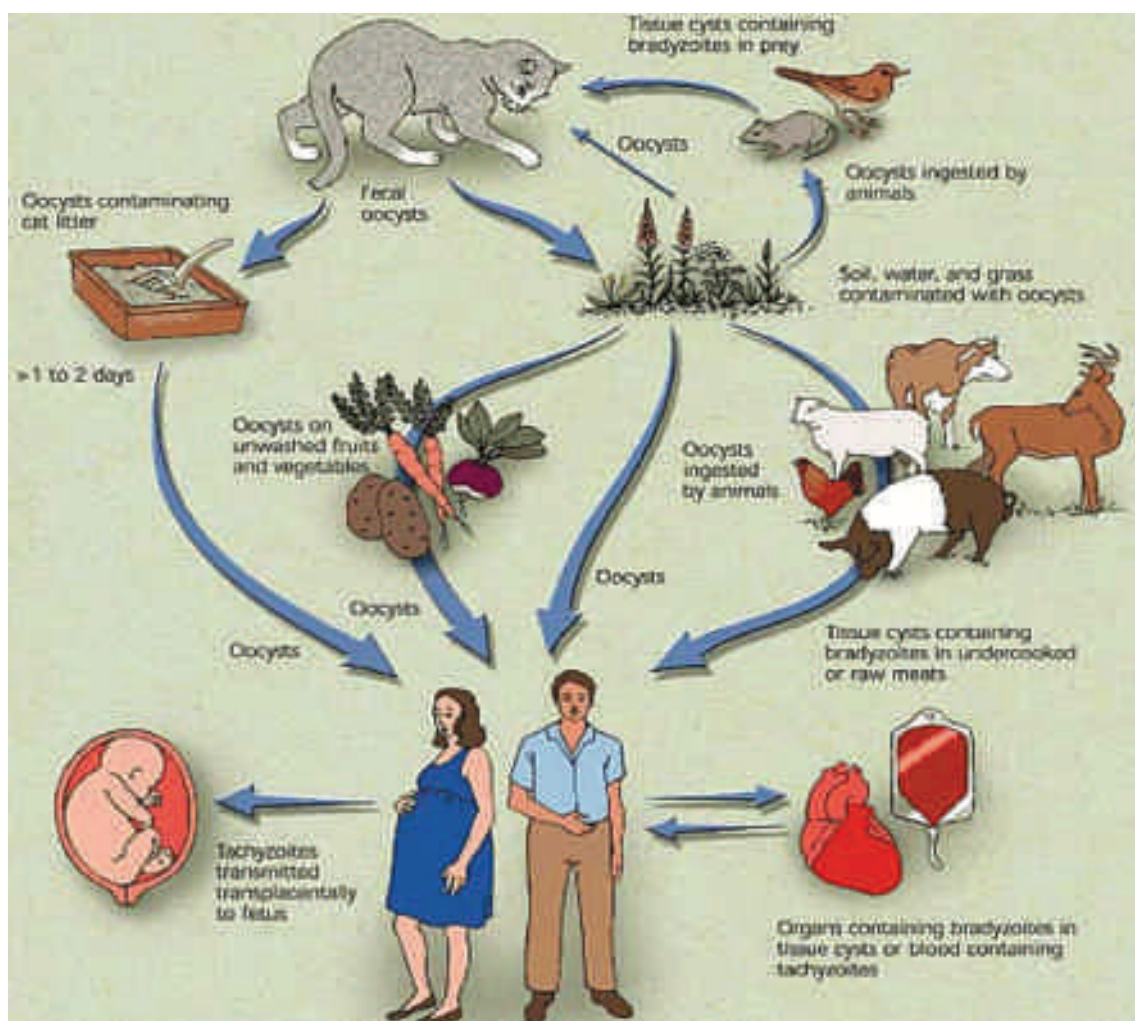 Tissue cysts containing
bradyzoites in prey
Oocysts
Oocysts ingested by
animals
Oocysts contaminating
cat litter
Fecal
oocysts
Soil, water, and grass
contaminated with oocysts
>1 to 2 days
Oocysts on
unwashed fruits
and vegetables
Oocysts
ingested
by animals
Oocysts
Oocysts
Oocysts
Tissue cysts containing
bradyzoites in undercooked
or raw meats
Tachyzoites
transmitted
transplacentally
to fetus
Organs containing bradyzoites in
tissue cysts or blood containing
tachyzoites